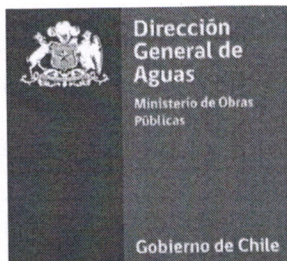 Dirección
General de
Aguas
Ministerio de Obras
Públicas
Gobierno de Chile